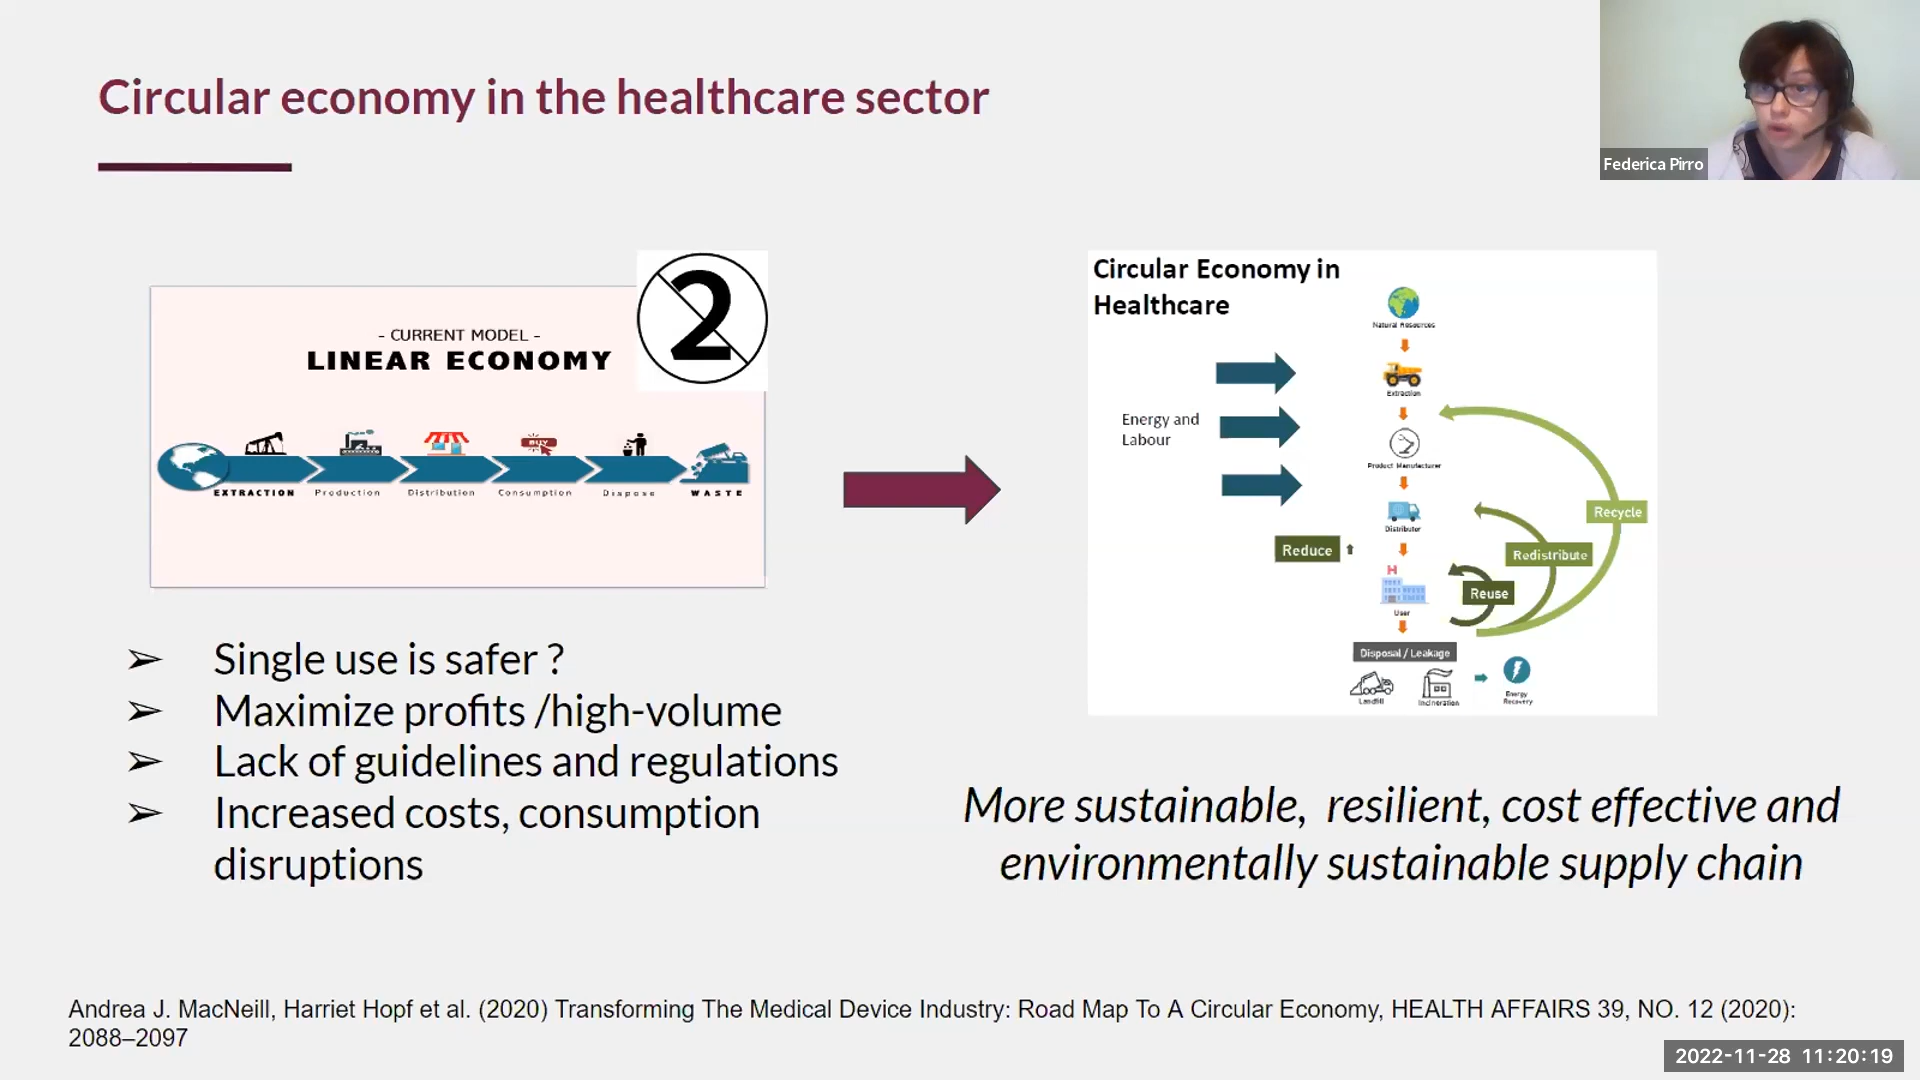 Circular economy in the healthcare sector
Federica Pirro
2
- CURRENT MODEL -
LINEAR ECONOMY
BUY
EXTRACTION Production Distribution Consumption Dispose WASTE
➢ Single use is safer ?
➢ Maximize profits /high-volume
➢ Lack of guidelines and regulations
➢ Increased costs, consumption
disruptions
Circular Economy in
Healthcare
Natural Resources
Extraction
Energy and
Labour
Product Manufacturer
Recycle
Distributor
Reduce
Redistribute
H
Reuse
User
Disposal / Leakage
Landfill
Incineration
Energy
Recovery
More sustainable, resilient, cost effective and
environmentally sustainable supply chain
Andrea J. MacNeill, Harriet Hopf et al. (2020) Transforming The Medical Device Industry: Road Map To A Circular Economy, HEALTH AFFAIRS 39, NO. 12 (2020):
2088–2097
2022-11-28 11:20:19